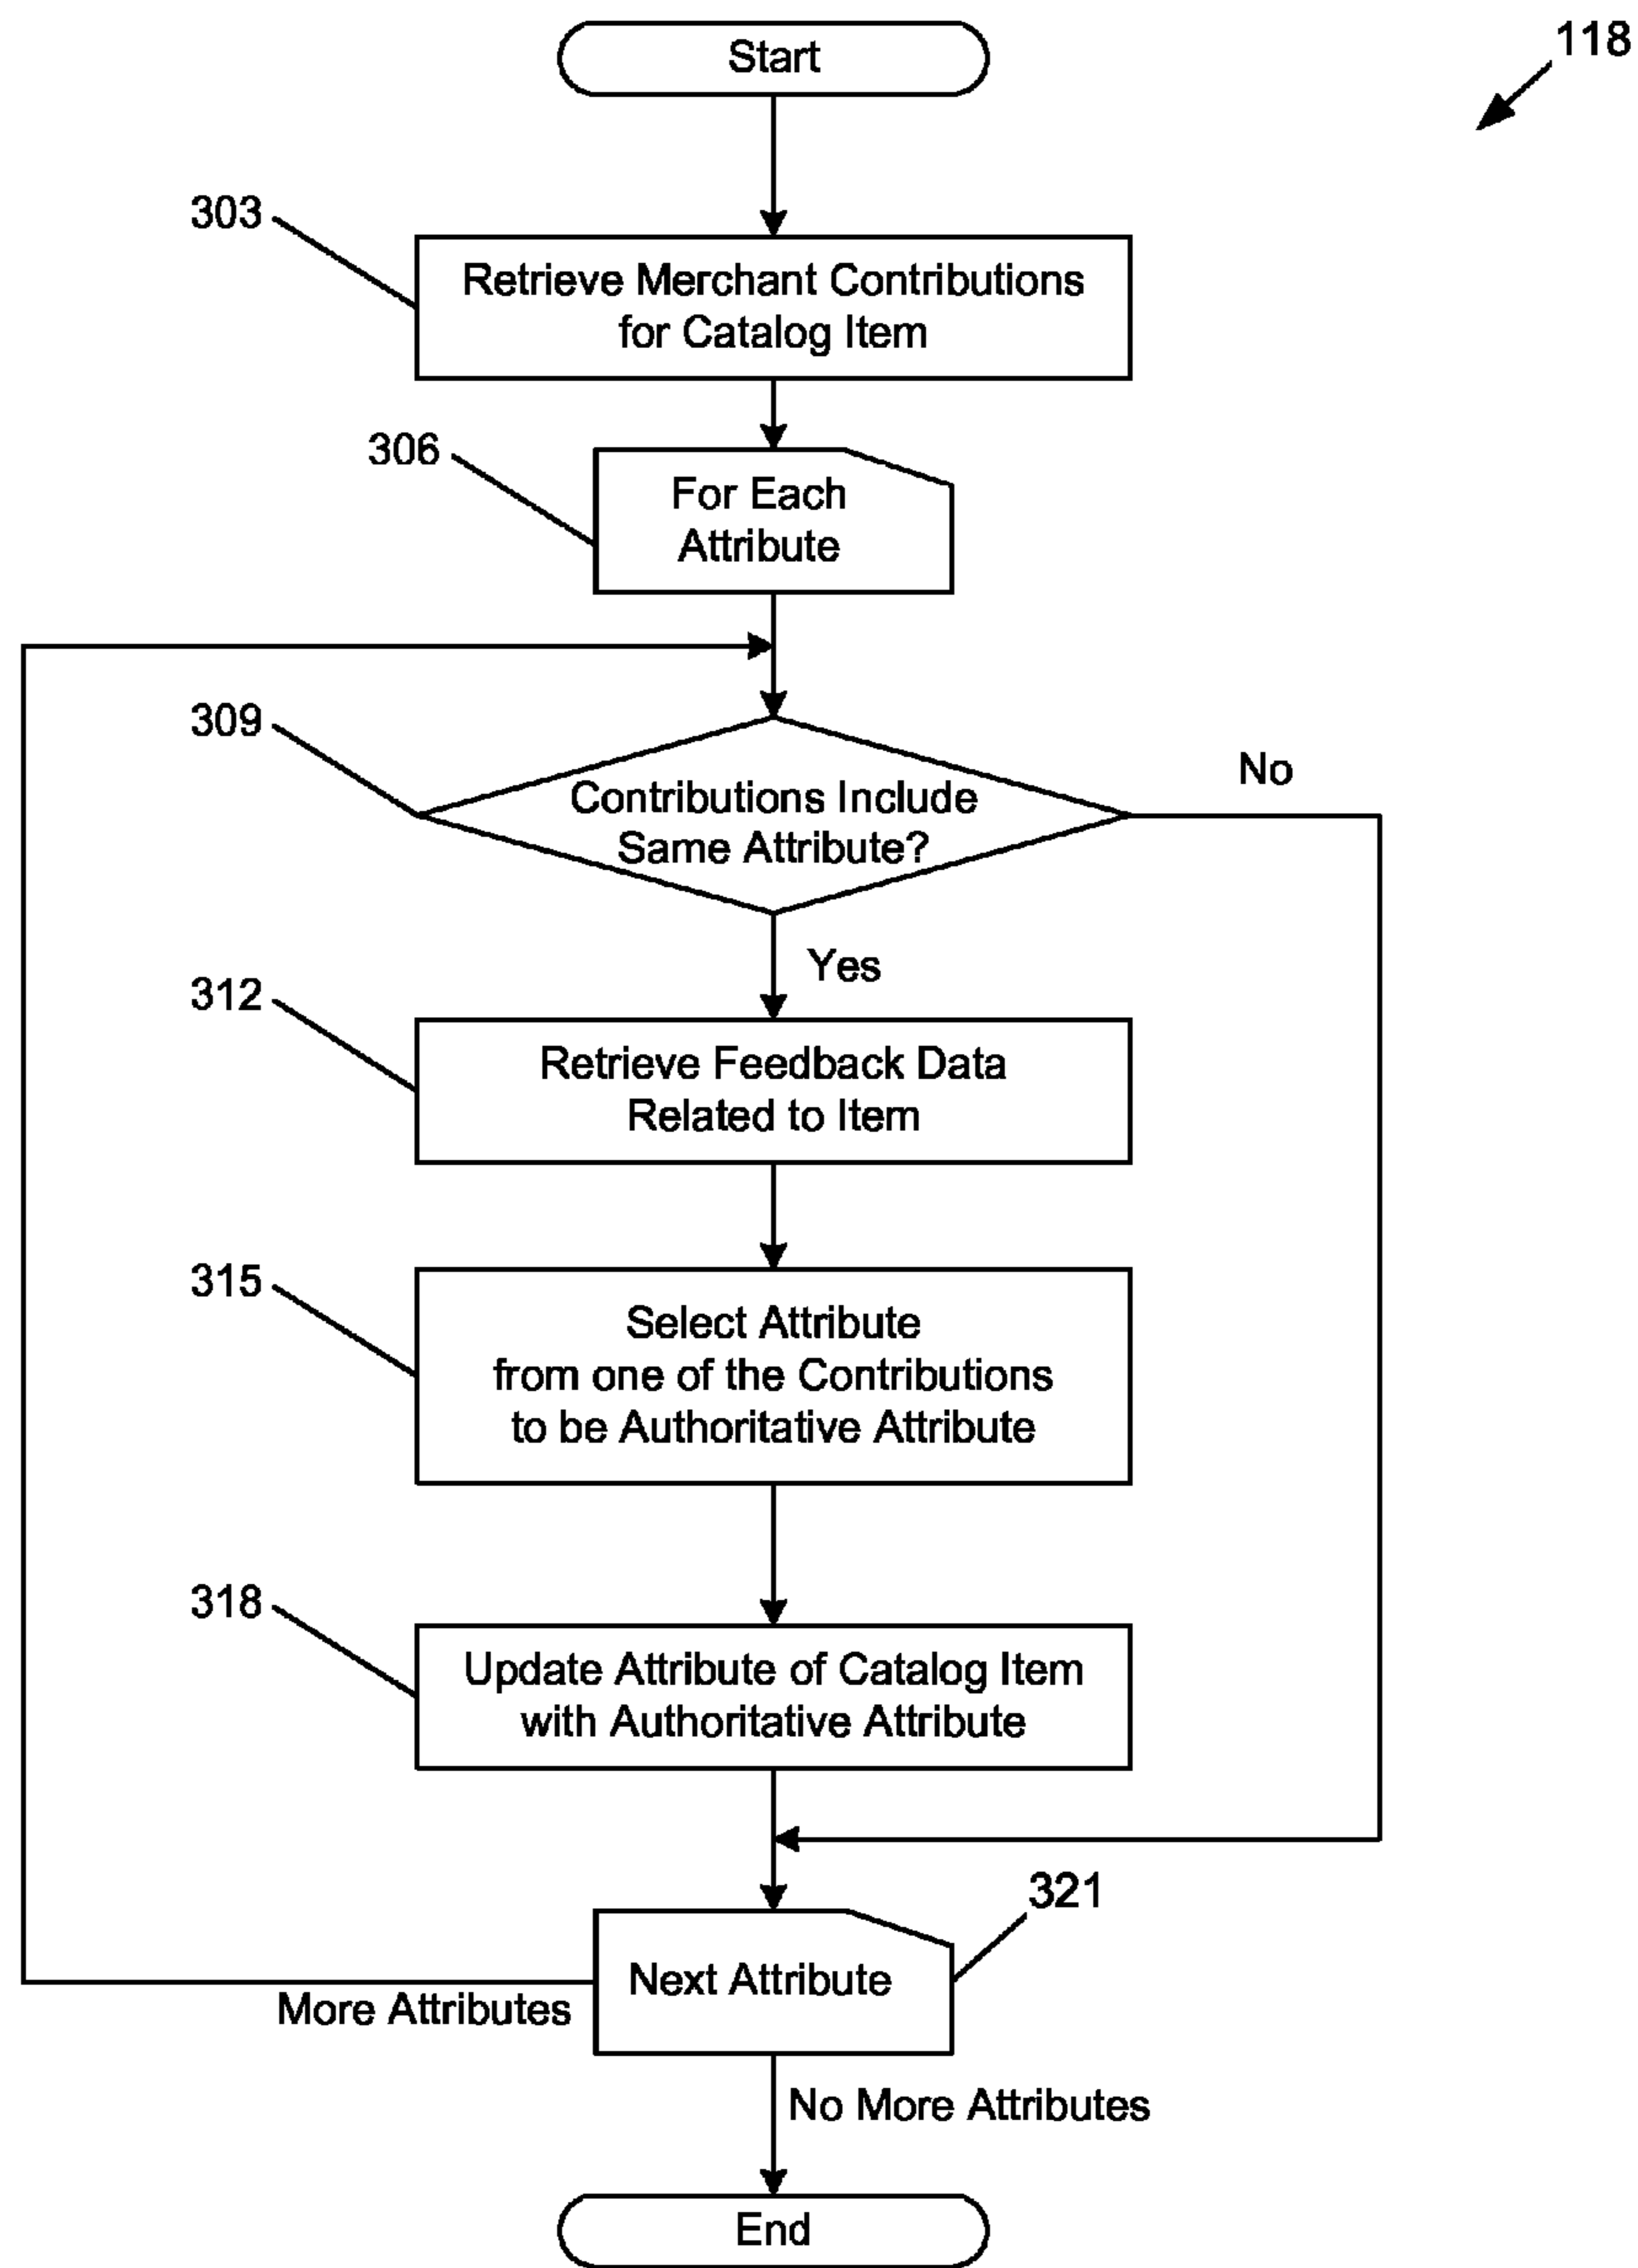 Start
118
303
Retrieve Merchant Contributions
for Catalog Item
306
For Each
Attribute
309
Contributions Include
Same Attribute?
No
Yes
312
Retrieve Feedback Data
Related to Item
315
Select Attribute
from one of the Contributions
to be Authoritative Attribute
318
Update Attribute of Catalog Item
with Authoritative Attribute
321
Next Attribute
More Attributes
No More Attributes
End